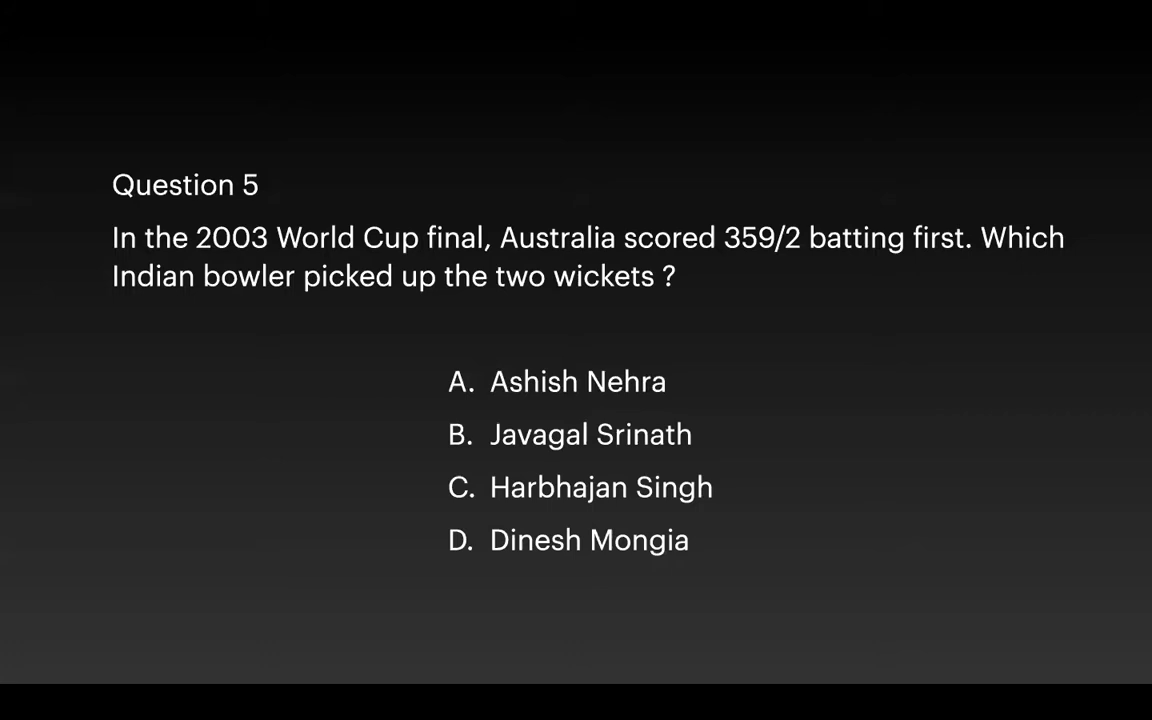 Question 5
In the 2003 World Cup final, Australia scored 359/2 batting first. Which
Indian bowler picked up the two wickets ?
A. Ashish Nehra
B. Javagal Srinath
C. Harbhajan Singh
D. Dinesh Mongia